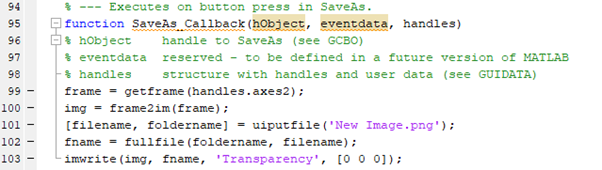 94 % --- Executes on button press in SaveAs.
95 function SaveAs_Callback(hObject, eventdata, handles)
96 % hObject    handle to SaveAs (see GCBO)
97 % eventdata  reserved - to be defined in a future version of MATLAB
98 % handles    structure with handles and user data (see GUIDATA)
99 - frame = getframe(handles.axes2);
100 - img = frame2im(frame);
101 - [filename, foldername] = uiputfile('New Image.png');
102 - fname = fullfile(foldername, filename);
103 - imwrite(img, fname, 'Transparency', [0 0 0]);